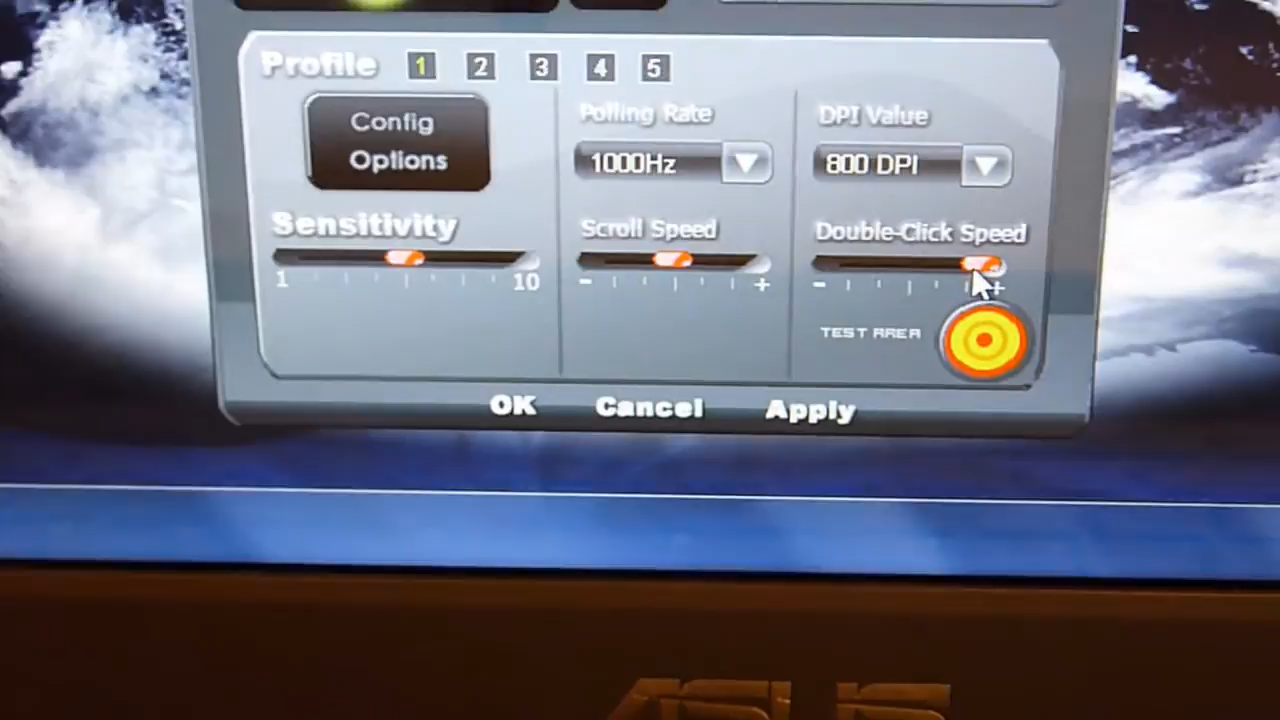 Profile 1 2 3 4 5
Config
Options
Polling Rate
DPI Value
1000Hz
800 DPI
Sensitivity
Scroll Speed
Double-Click Speed
1 10
- +
- +
TEST AREA
OK Cancel Apply